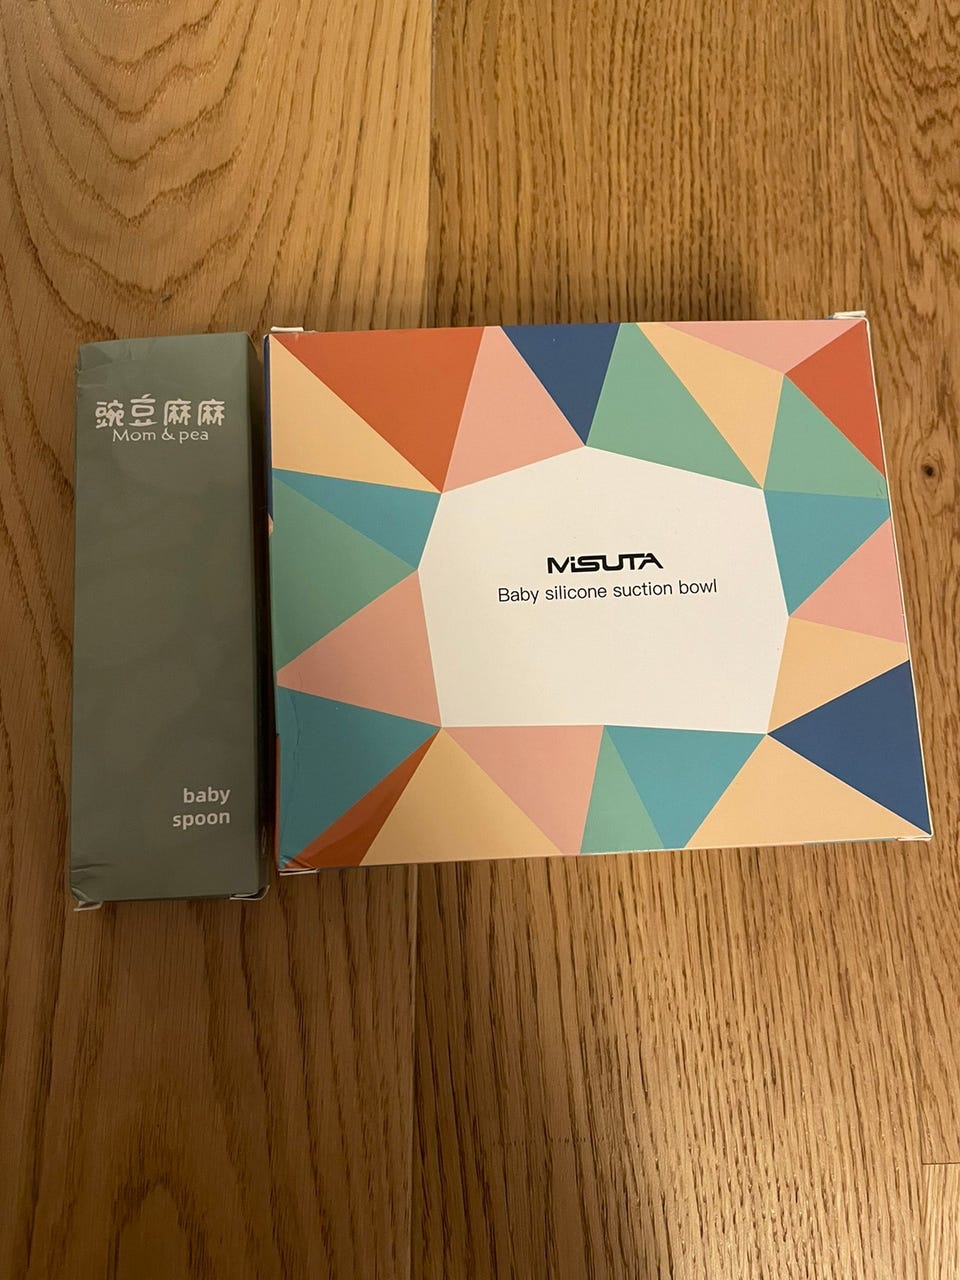 豌豆麻麻
Mom & pea
baby
spoon
MISUTA
Baby silicone suction bowl